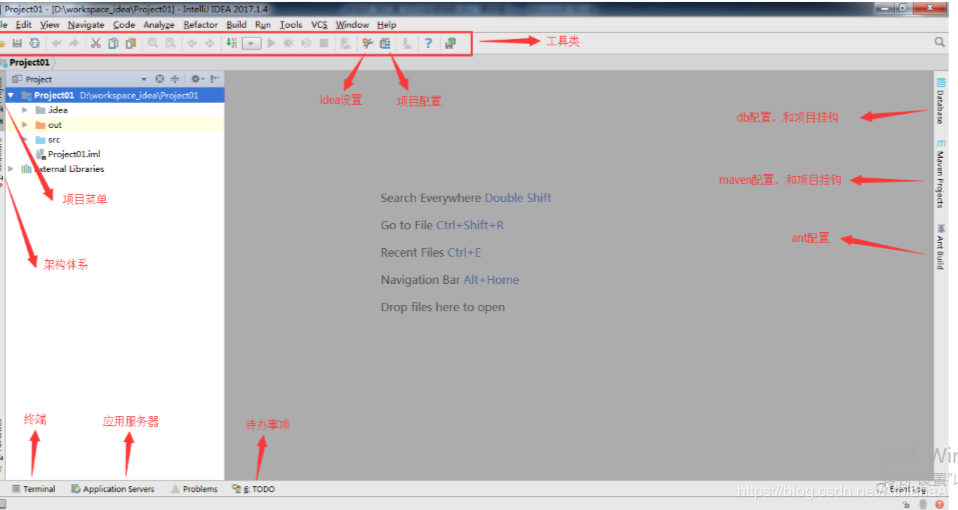 Project01 - [D:\workspace_idea\Project01] - IntelliJ IDEA 2017.1.4
le Edit View Navigate Code Analyze Refactor Build Run Tools VCS Window Help
工具类
Project01
Project
idea设置
项目配置
Project01 D:\workspace_idea\Project01
.idea
out
src
Project01.iml
External Libraries
项目菜单
架构体系
Database
db配置，和项目挂钩
Maven Projects
maven配置，和项目挂钩
Ant Build
ant配置
Search Everywhere Double Shift
Go to File Ctrl+Shift+R
Recent Files Ctrl+E
Navigation Bar Alt+Home
Drop files here to open
终端
应用服务器
待办事项
Terminal
Application Servers
Problems
6: TODO
Event Log